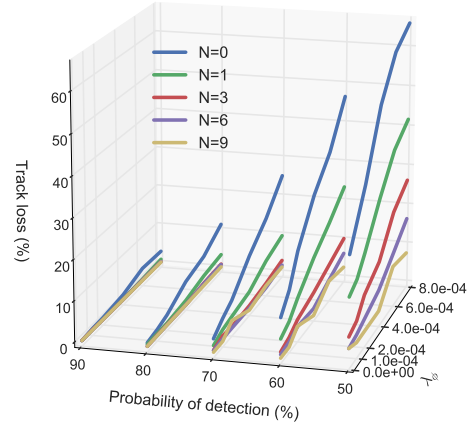 N=0
N=1
N=3
N=6
N=9
Track loss (%)
60
50
40
30
20
10
0
90
80
70
60
50
Probability of detection (%)
8.0e-04
6.0e-04
4.0e-04
2.0e-04
1.0e-04
0.0e+00
λφ